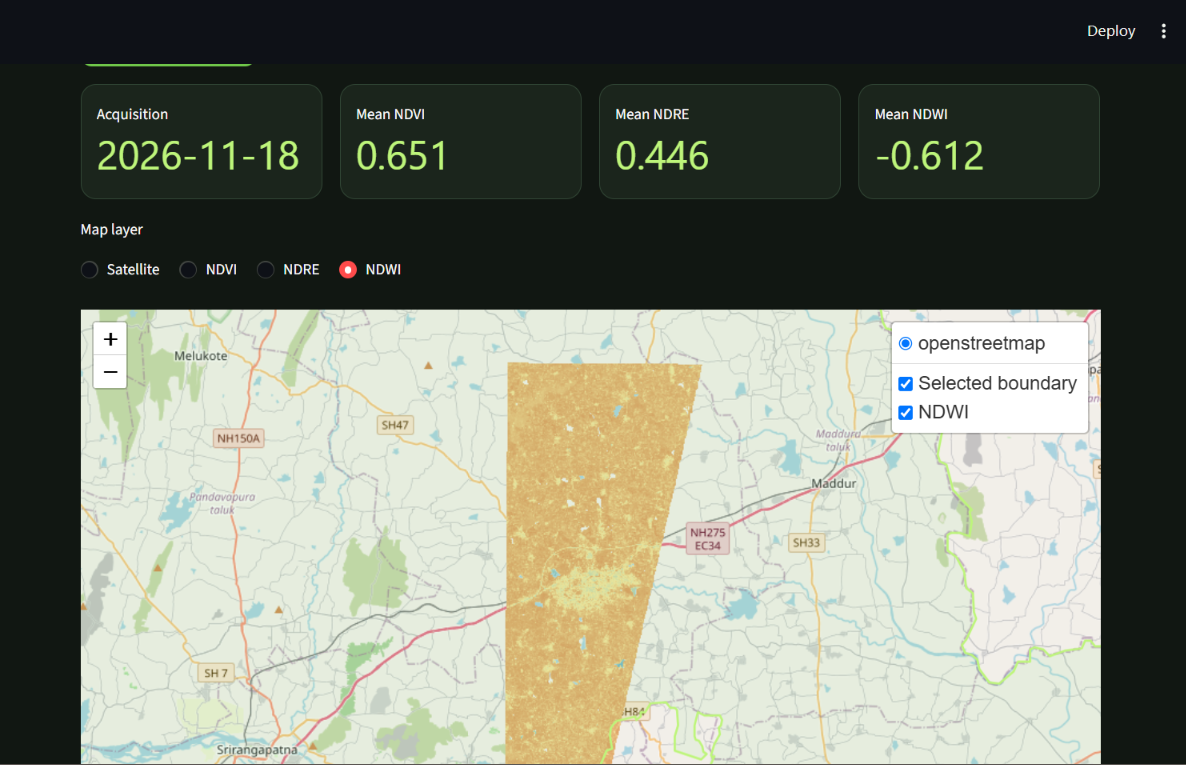 Deploy
Acquisition
2026-11-18
Mean NDVI
0.651
Mean NDRE
0.446
Mean NDWI
-0.612
Map layer
Satellite
NDVI
NDRE
NDWI
+
−
openstreetmap
Selected boundary
NDWI
Melukote
SH47
NH150A
Maddura
taluk
Maddur
Pandavapura
taluk
NH275
EC34
SH33
SH 7
SH84
Srirangapatna